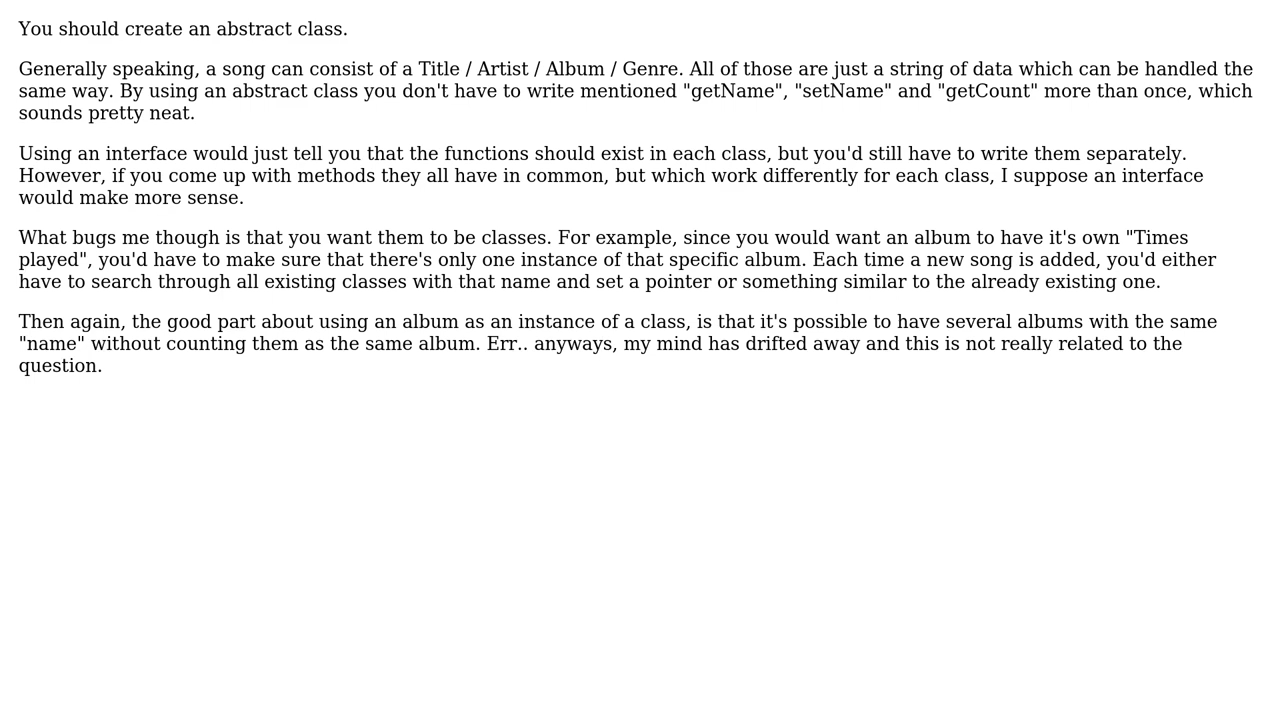 You should create an abstract class.
Generally speaking, a song can consist of a Title / Artist / Album / Genre. All of those are just a string of data which can be handled the
same way. By using an abstract class you don't have to write mentioned "getName", "setName" and "getCount" more than once, which
sounds pretty neat.
Using an interface would just tell you that the functions should exist in each class, but you'd still have to write them separately.
However, if you come up with methods they all have in common, but which work differently for each class, I suppose an interface
would make more sense.
What bugs me though is that you want them to be classes. For example, since you would want an album to have it's own "Times
played", you'd have to make sure that there's only one instance of that specific album. Each time a new song is added, you'd either
have to search through all existing classes with that name and set a pointer or something similar to the already existing one.
Then again, the good part about using an album as an instance of a class, is that it's possible to have several albums with the same
"name" without counting them as the same album. Err.. anyways, my mind has drifted away and this is not really related to the
question.